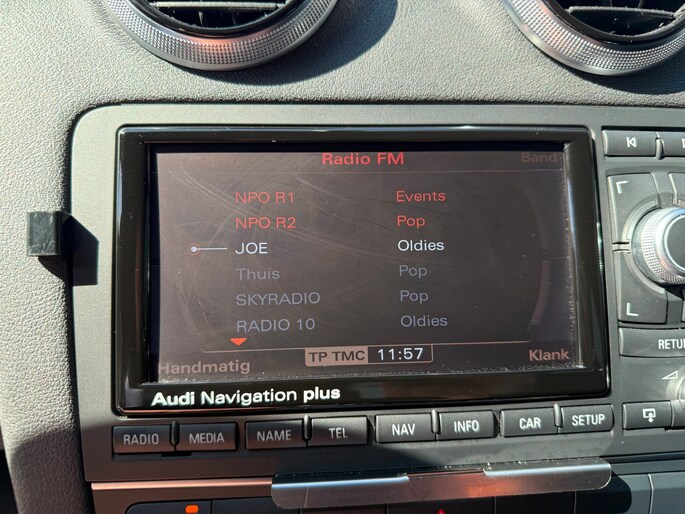 Radio FM Band
NPO R1 Events
NPO R2 Pop
JOE Oldies
Thuis Pop
SKYRADIO Pop
RADIO 10 Oldies
Handmatig TP TMC 11:57 Klank
Audi Navigation plus
RETU
RADIO MEDIA NAME TEL NAV INFO CAR SETUP